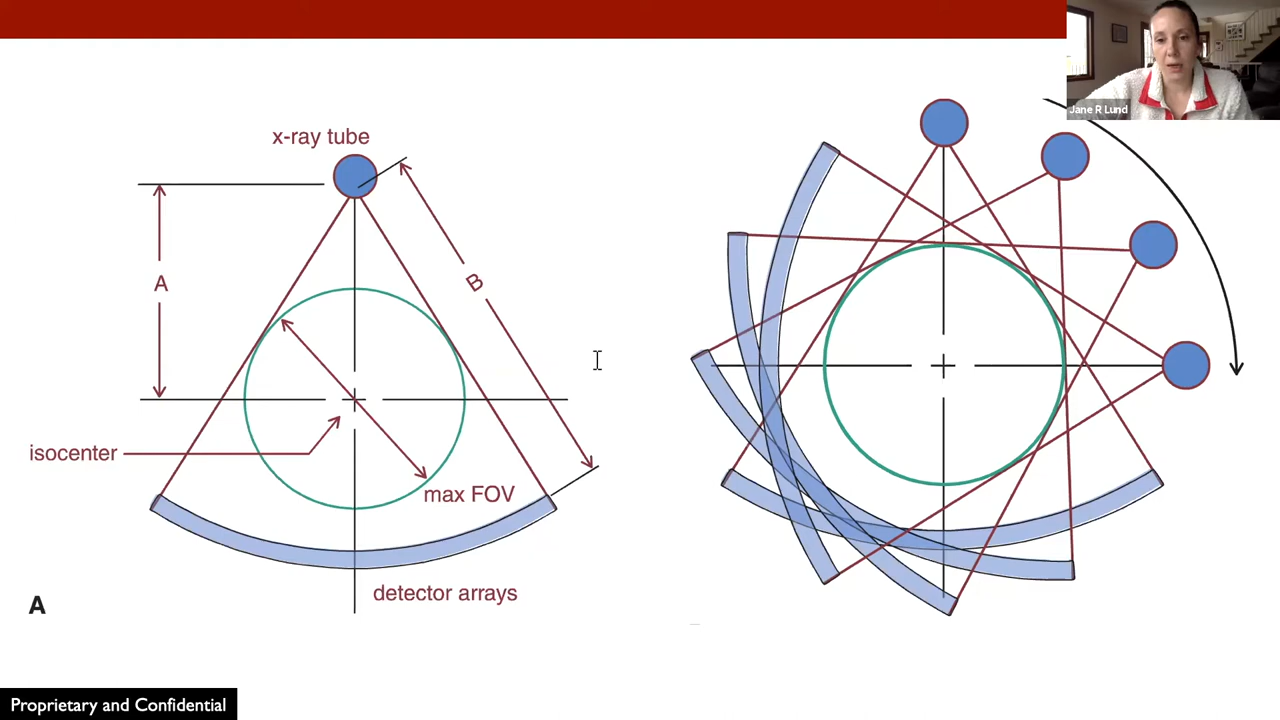 Jane R Lund
x-ray tube
A
B
isocenter
max FOV
detector arrays
A
Proprietary and Confidential